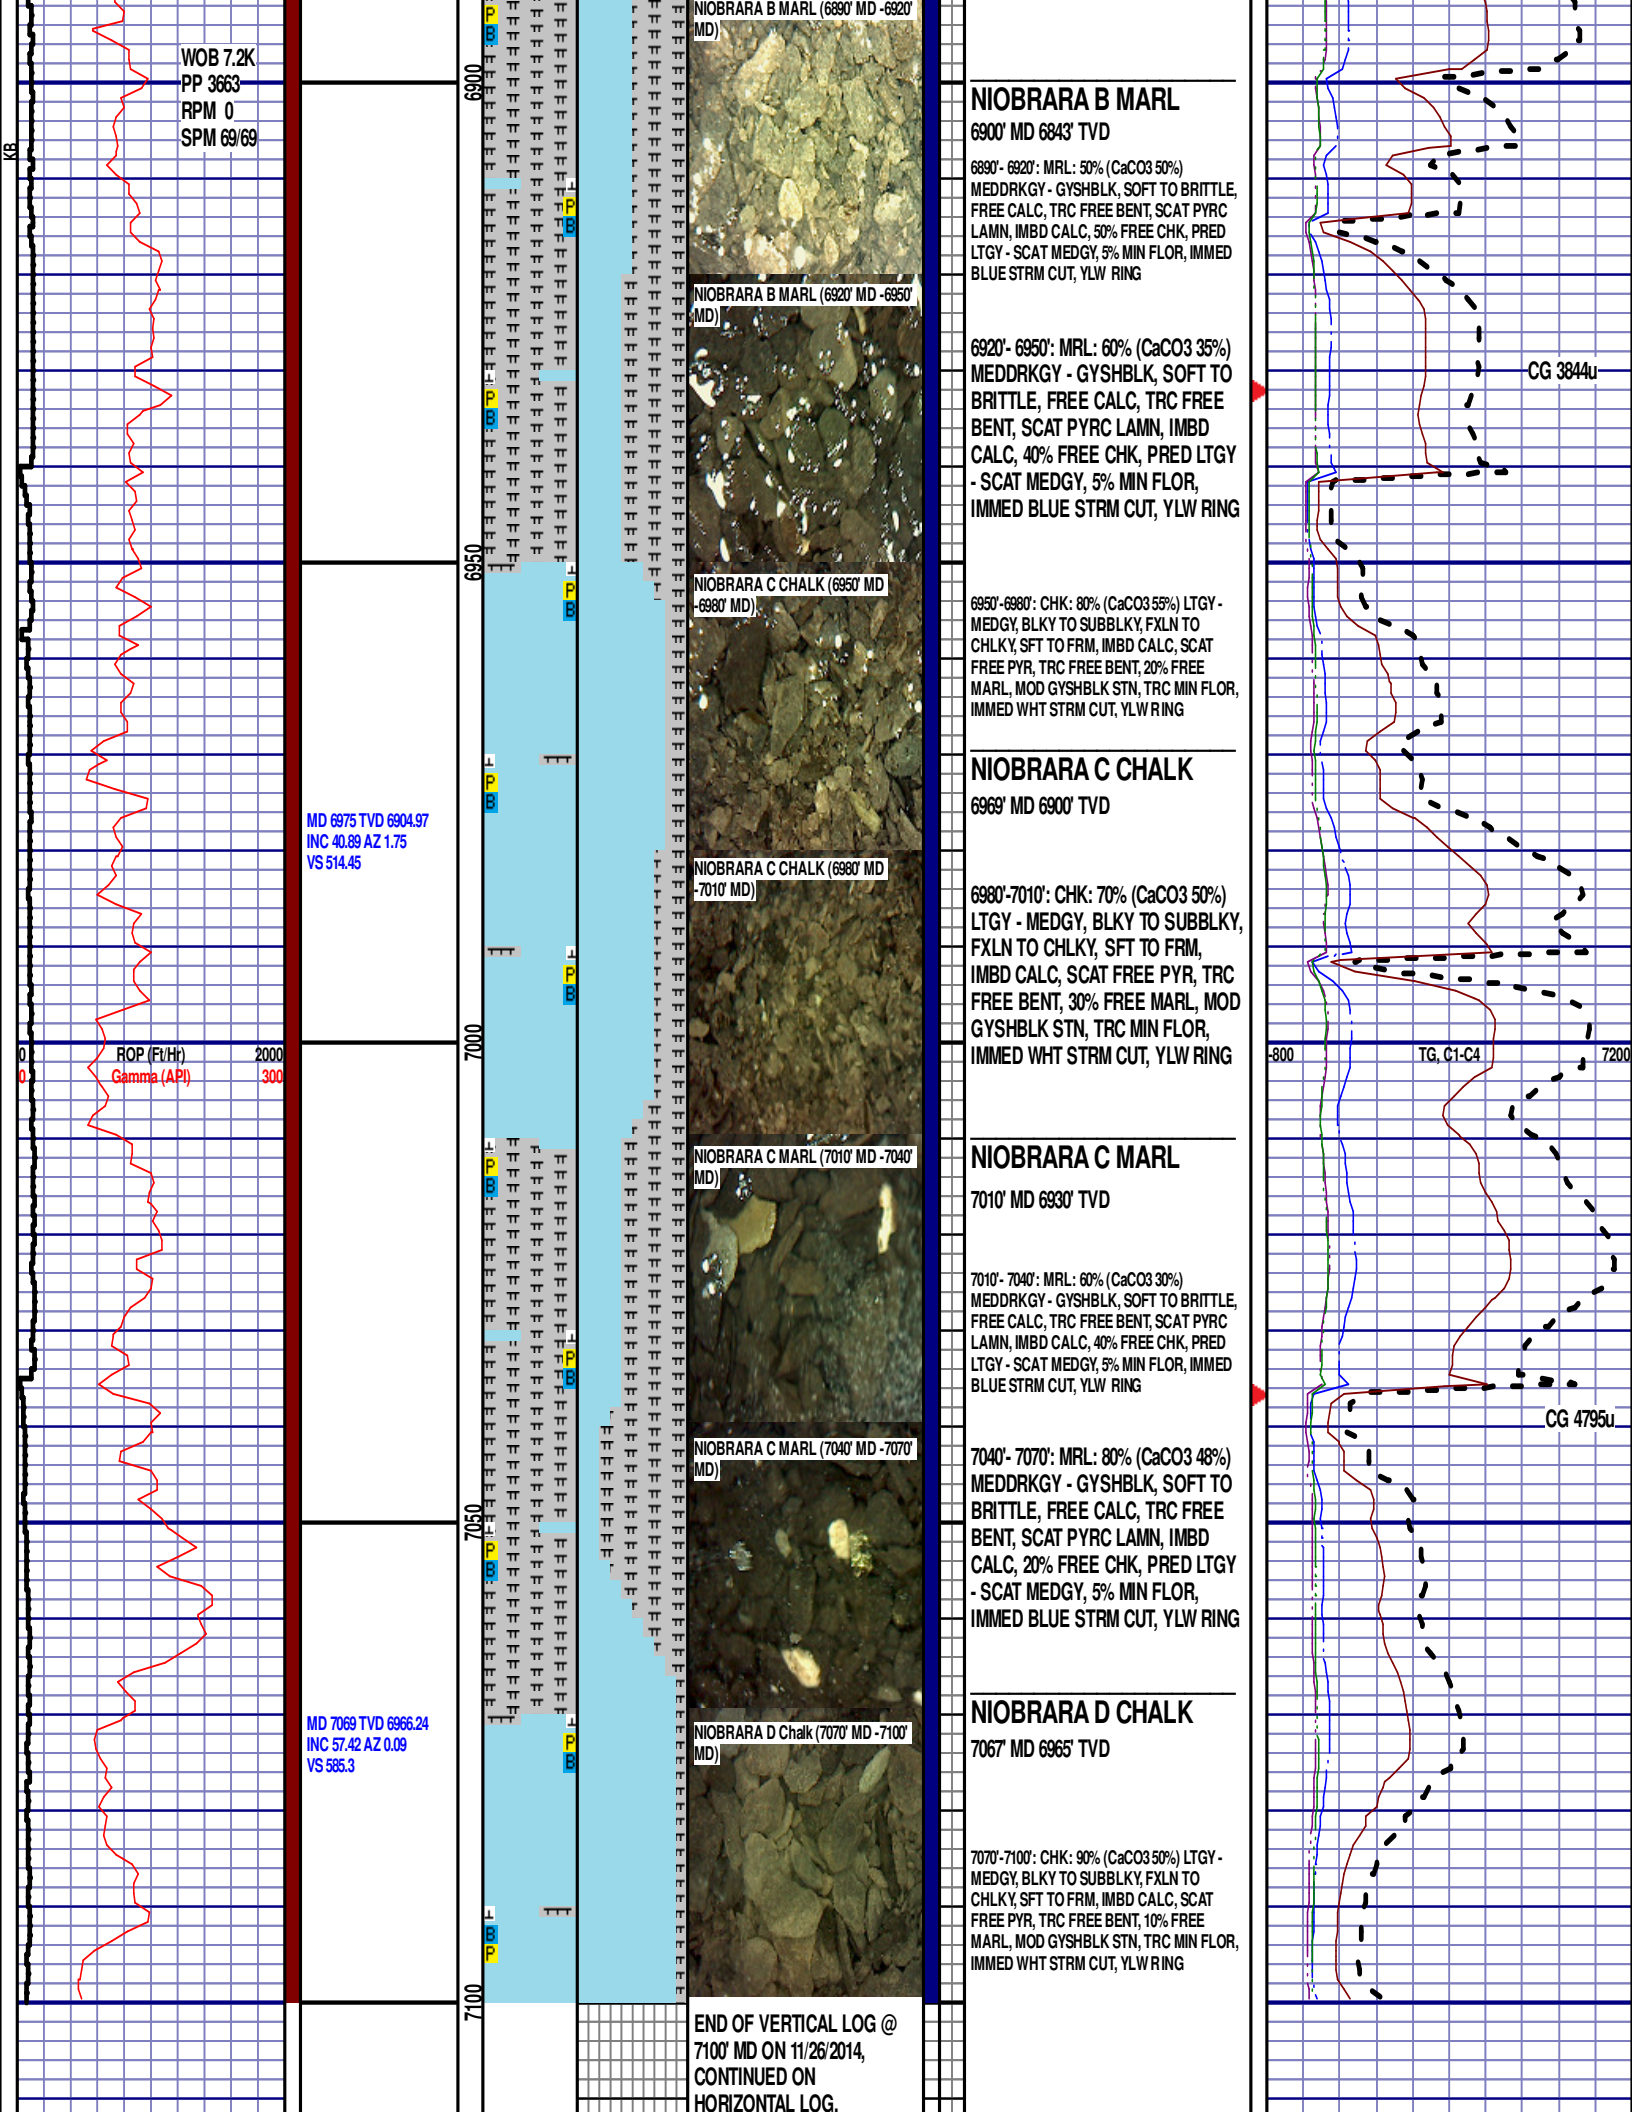 WOB 7.2K
PP 3663
RPM 0
SPM 69/69
KB
0 ROP (Ft/Hr) 2000
0 Gamma (API) 300
MD 6975 TVD 6904.97
INC 40.89 AZ 1.75
VS 514.45
MD 7069 TVD 6966.24
INC 57.42 AZ 0.09
VS 585.3
6900
6950
7000
7050
7100
P
B
P
B
P
B
P
B
P
B
P
B
P
B
P
B
P
B
P
B
B
P
NIOBRARA B MARL (6890' MD -6920'
MD)
NIOBRARA B MARL (6920' MD -6950'
MD)
NIOBRARA C CHALK (6950' MD
-6980' MD)
NIOBRARA C CHALK (6980' MD
-7010' MD)
NIOBRARA C MARL (7010' MD -7040'
MD)
NIOBRARA C MARL (7040' MD -7070'
MD)
NIOBRARA D Chalk (7070' MD -7100'
MD)
END OF VERTICAL LOG @
7100' MD ON 11/26/2014,
CONTINUED ON
HORIZONTAL LOG.
NIOBRARA B MARL
6900' MD 6843' TVD
6890'- 6920': MRL: 50% (CaCO3 50%)
MEDDRKGY - GYSHBLK, SOFT TO BRITTLE,
FREE CALC, TRC FREE BENT, SCAT PYRC
LAMN, IMBD CALC, 50% FREE CHK, PRED
LTGY - SCAT MEDGY, 5% MIN FLOR, IMMED
BLUE STRM CUT, YLW RING
6920'- 6950': MRL: 60% (CaCO3 35%)
MEDDRKGY - GYSHBLK, SOFT TO
BRITTLE, FREE CALC, TRC FREE
BENT, SCAT PYRC LAMN, IMBD
CALC, 40% FREE CHK, PRED LTGY
- SCAT MEDGY, 5% MIN FLOR,
IMMED BLUE STRM CUT, YLW RING
6950'-6980': CHK: 80% (CaCO3 55%) LTGY -
MEDGY, BLKY TO SUBBLKY, FXLN TO
CHLKY, SFT TO FRM, IMBD CALC, SCAT
FREE PYR, TRC FREE BENT, 20% FREE
MARL, MOD GYSHBLK STN, TRC MIN FLOR,
IMMED WHT STRM CUT, YLW RING
NIOBRARA C CHALK
6969' MD 6900' TVD
6980'-7010': CHK: 70% (CaCO3 50%)
LTGY - MEDGY, BLKY TO SUBBLKY,
FXLN TO CHLKY, SFT TO FRM,
IMBD CALC, SCAT FREE PYR, TRC
FREE BENT, 30% FREE MARL, MOD
GYSHBLK STN, TRC MIN FLOR,
IMMED WHT STRM CUT, YLW RING
NIOBRARA C MARL
7010' MD 6930' TVD
7010'- 7040': MRL: 60% (CaCO3 30%)
MEDDRKGY - GYSHBLK, SOFT TO BRITTLE,
FREE CALC, TRC FREE BENT, SCAT PYRC
LAMN, IMBD CALC, 40% FREE CHK, PRED
LTGY - SCAT MEDGY, 5% MIN FLOR, IMMED
BLUE STRM CUT, YLW RING
7040'- 7070': MRL: 80% (CaCO3 48%)
MEDDRKGY - GYSHBLK, SOFT TO
BRITTLE, FREE CALC, TRC FREE
BENT, SCAT PYRC LAMN, IMBD
CALC, 20% FREE CHK, PRED LTGY
- SCAT MEDGY, 5% MIN FLOR,
IMMED BLUE STRM CUT, YLW RING
NIOBRARA D CHALK
7067' MD 6965' TVD
7070'-7100': CHK: 90% (CaCO3 50%) LTGY -
MEDGY, BLKY TO SUBBLKY, FXLN TO
CHLKY, SFT TO FRM, IMBD CALC, SCAT
FREE PYR, TRC FREE BENT, 10% FREE
MARL, MOD GYSHBLK STN, TRC MIN FLOR,
IMMED WHT STRM CUT, YLW RING
CG 3844u
-800 TG, C1-C4 7200
CG 4795u